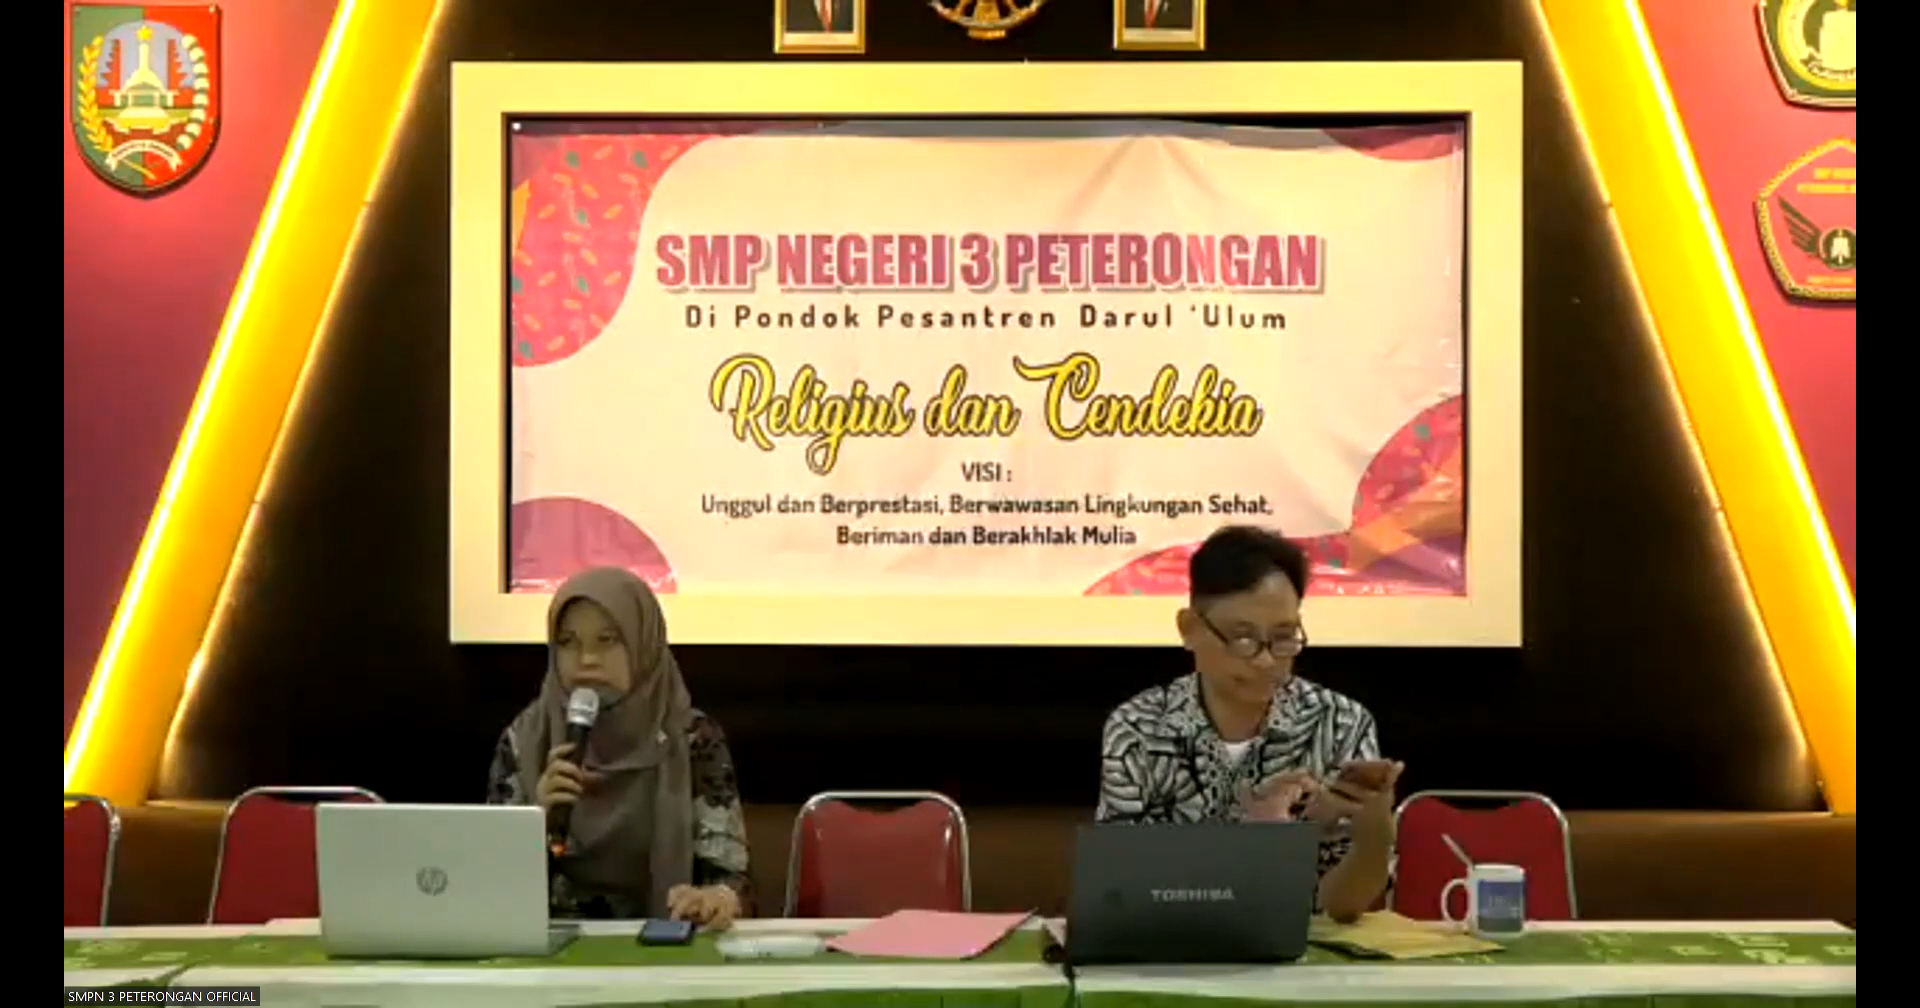 SMP NEGERI 3 PETERONGAN
Di Pondok Pesantren Darul 'Ulum
Religius dan Cendekia
VISI :
Unggul dan Berprestasi, Berwawasan Lingkungan Sehat,
Beriman dan Berakhlak Mulia
TOSHIBA
SMPN 3 PETERONGAN OFFICIAL